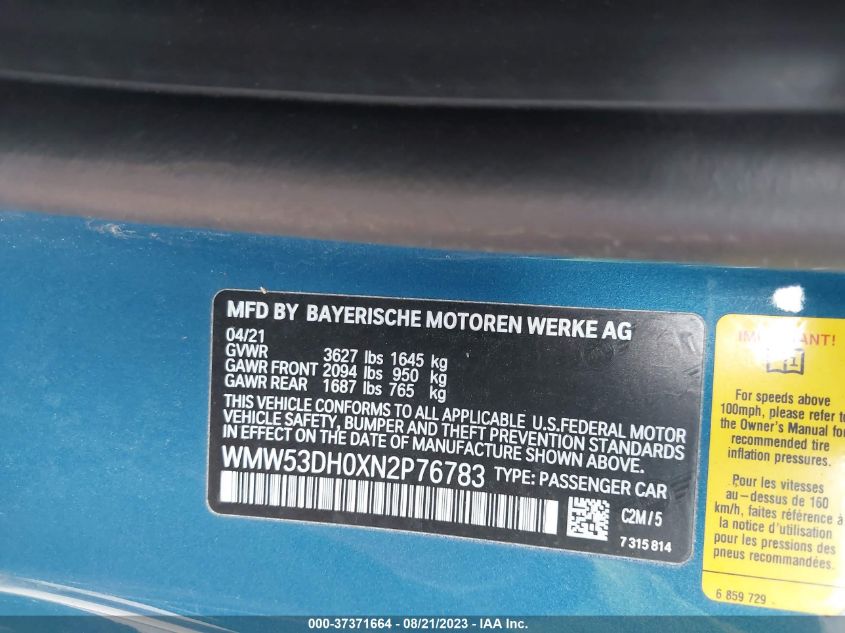 MFD BY BAYERISCHE MOTOREN WERKE AG
04/21
GVWR 3627 lbs 1645 kg
GAWR FRONT 2094 lbs 950 kg
GAWR REAR 1687 lbs 765 kg
THIS VEHICLE CONFORMS TO ALL APPLICABLE U.S.FEDERAL MOTOR
VEHICLE SAFETY, BUMPER AND THEFT PREVENTION STANDARDS
IN EFFECT ON THE DATE OF MANUFACTURE SHOWN ABOVE.
WMW53DH0XN2P76783 TYPE: PASSENGER CAR
C2M/5
7 315 814
For speeds above
100mph, please refer to
the Owner's Manual for
recommended tire
inflation pressures.
Pour les vitesses
au-dessus de 160
km/h, faites référence à
la notice d'utilisation
pour les pressions des
pneus recommandées.
6 859 729
000-37371664 - 08/21/2023 - IAA Inc.